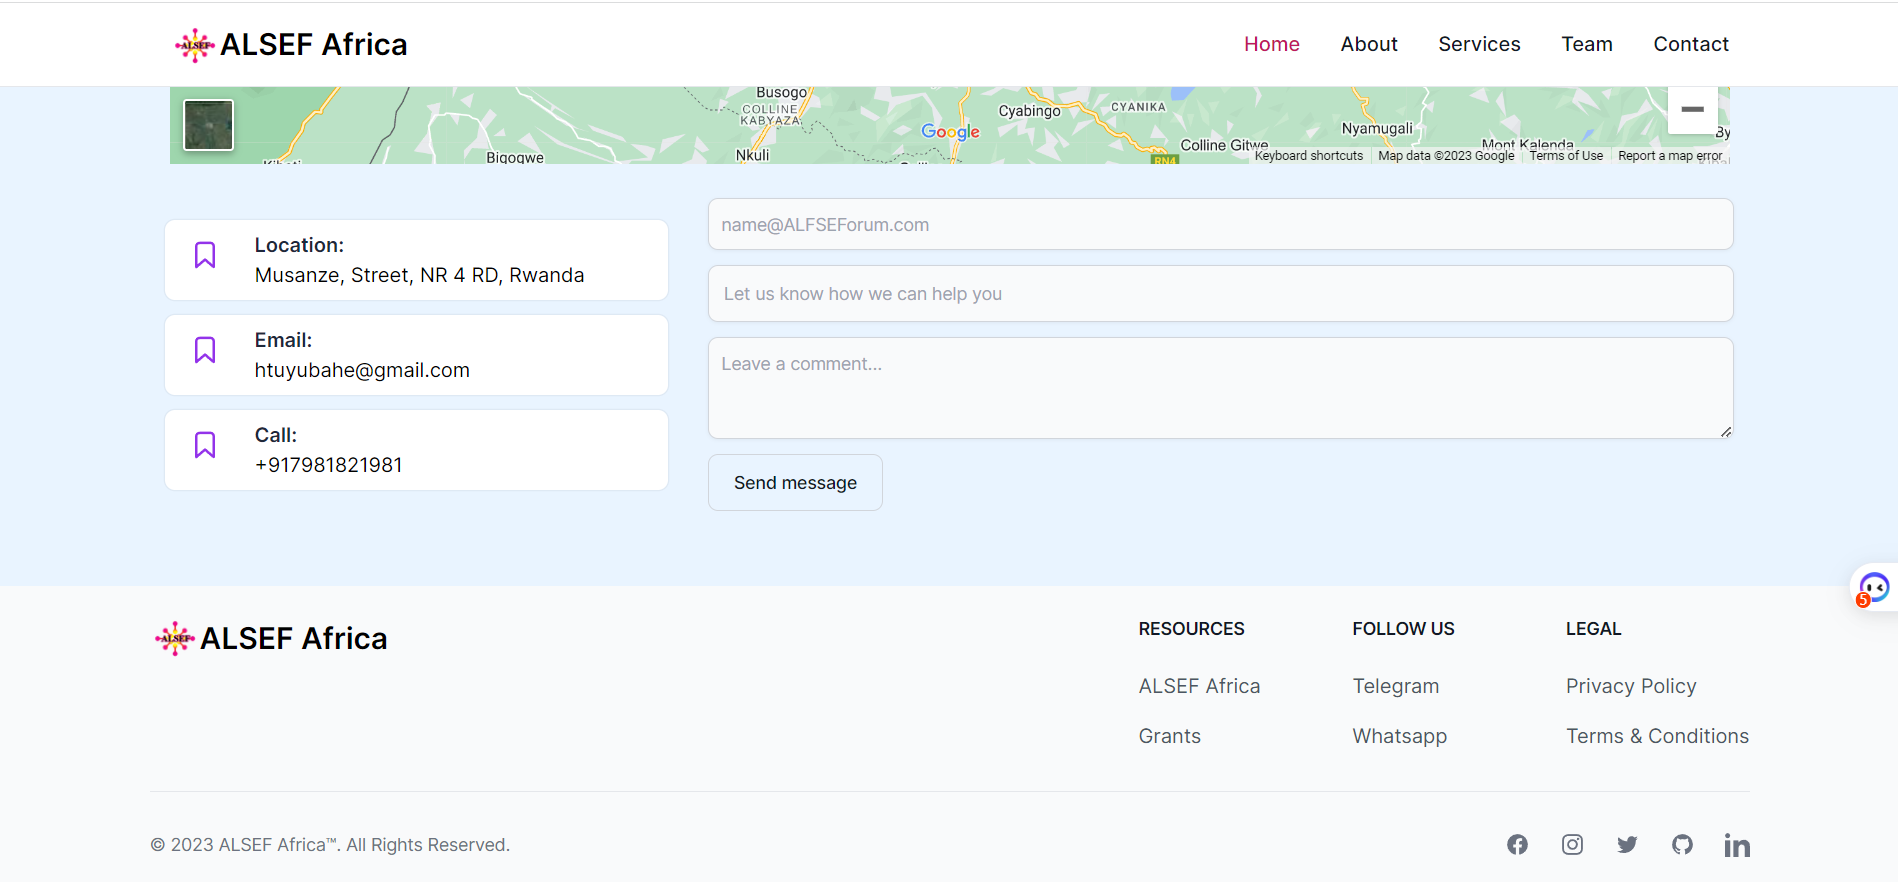 ALSEF
ALSEF Africa
Home
About
Services
Team
Contact
Busogo
COLLINE
KABYAZA
Cyabingo
CYANIKA
Google
Nyamugali
Nkuli
Bigogwe
RN4
Colline Gitwe
Mont Kalenda
By
Keyboard shortcuts
Map data ©2023 Google
Terms of Use
Report a map error
Location:
Musanze, Street, NR 4 RD, Rwanda
Email:
htuyubahe@gmail.com
Call:
+917981821981
name@ALFSEForum.com
Let us know how we can help you
Leave a comment...
Send message
5
ALSEF
ALSEF Africa
RESOURCES
ALSEF Africa
Grants
FOLLOW US
Telegram
Whatsapp
LEGAL
Privacy Policy
Terms & Conditions
© 2023 ALSEF Africa™. All Rights Reserved.
in